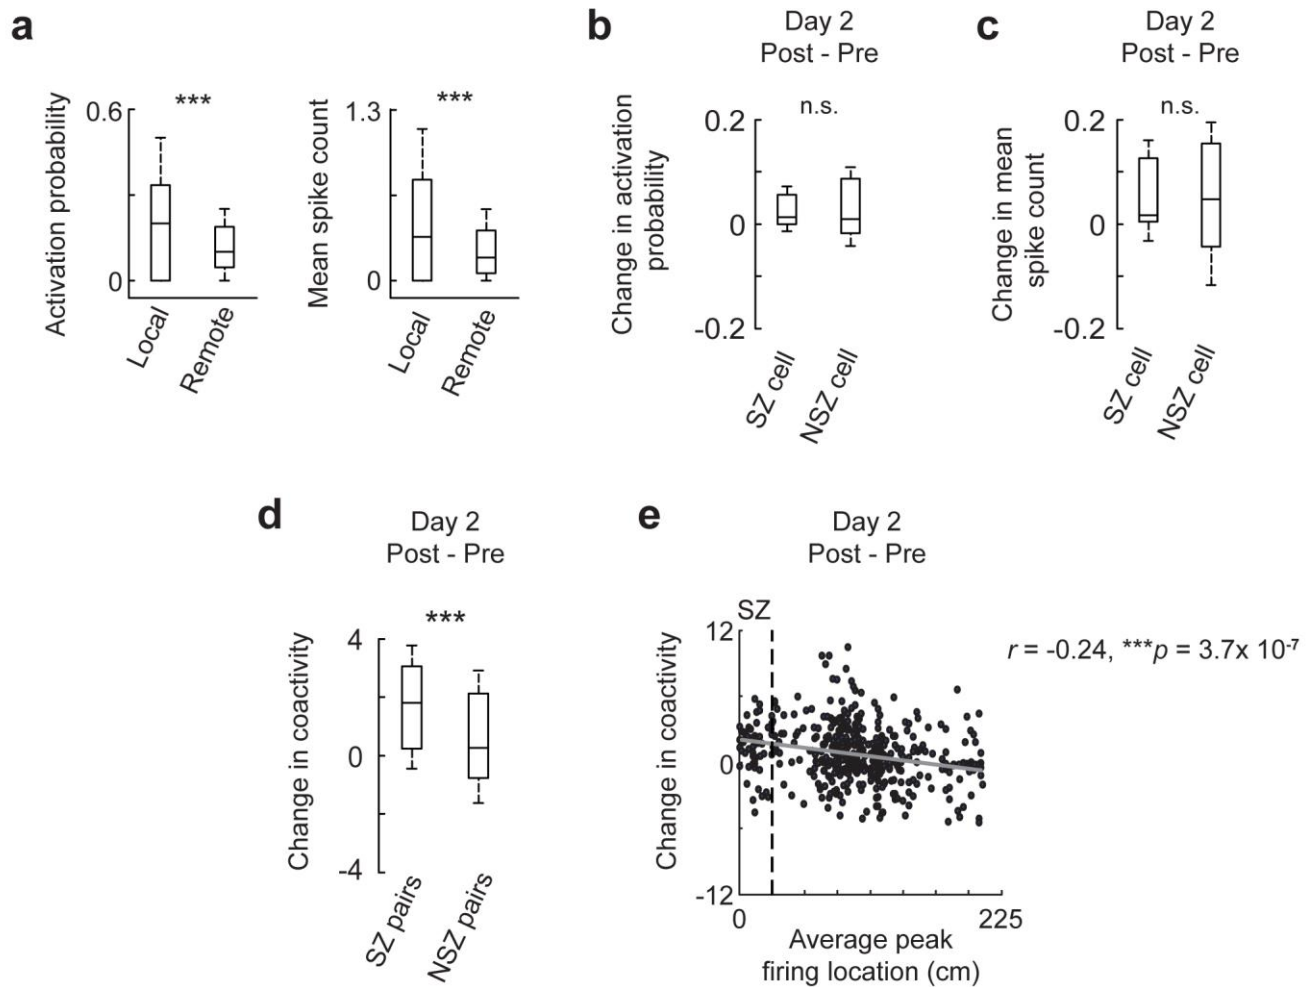 a
Activation probability
0.6
0
***
Local
Remote
Mean spike count
1.3
0
***
Local
Remote
b
Day 2
Post - Pre
Change in activation
probability
0.2
0
-0.2
n.s.
SZ cell
NSZ cell
c
Day 2
Post - Pre
Change in mean
spike count
0.2
0
-0.2
n.s.
SZ cell
NSZ cell
d
Day 2
Post - Pre
Change in coactivity
4
0
-4
***
SZ pairs
NSZ pairs
e
Day 2
Post - Pre
SZ
Change in coactivity
12
0
-12
r = -0.24, ***p = 3.7x 10⁻⁷
0
225
Average peak
firing location (cm)